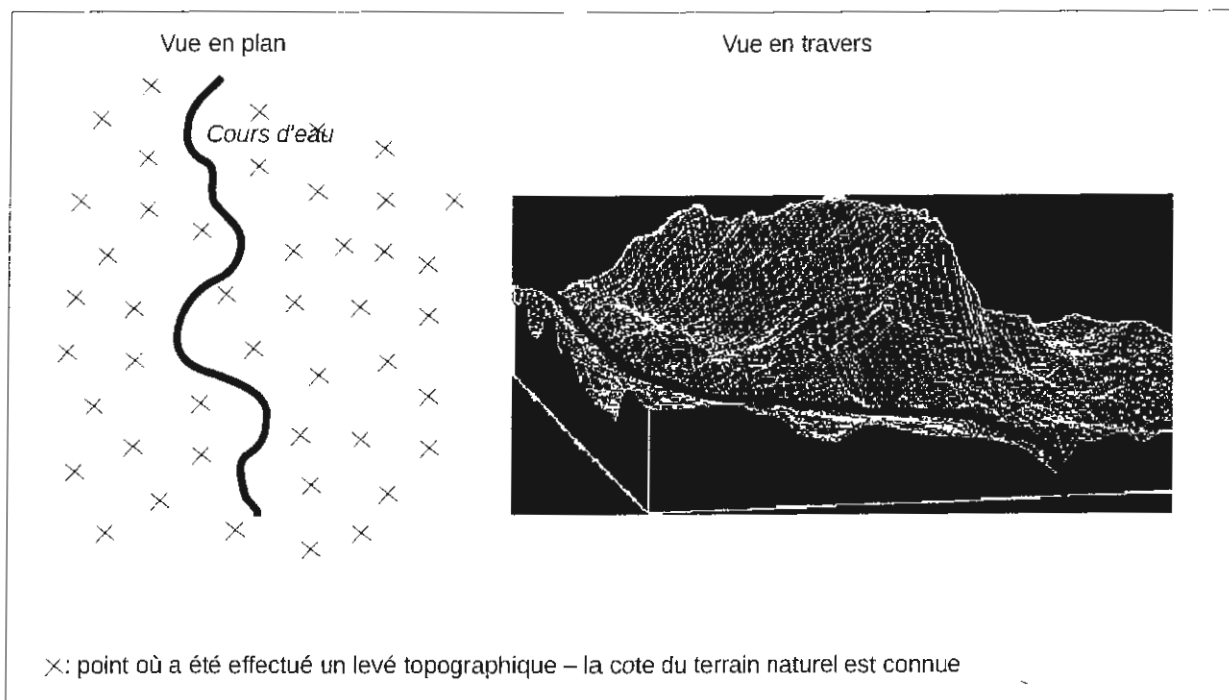 Vue en plan
Vue en travers
Cours d'eau
×: point où a été effectué un levé topographique – la cote du terrain naturel est connue